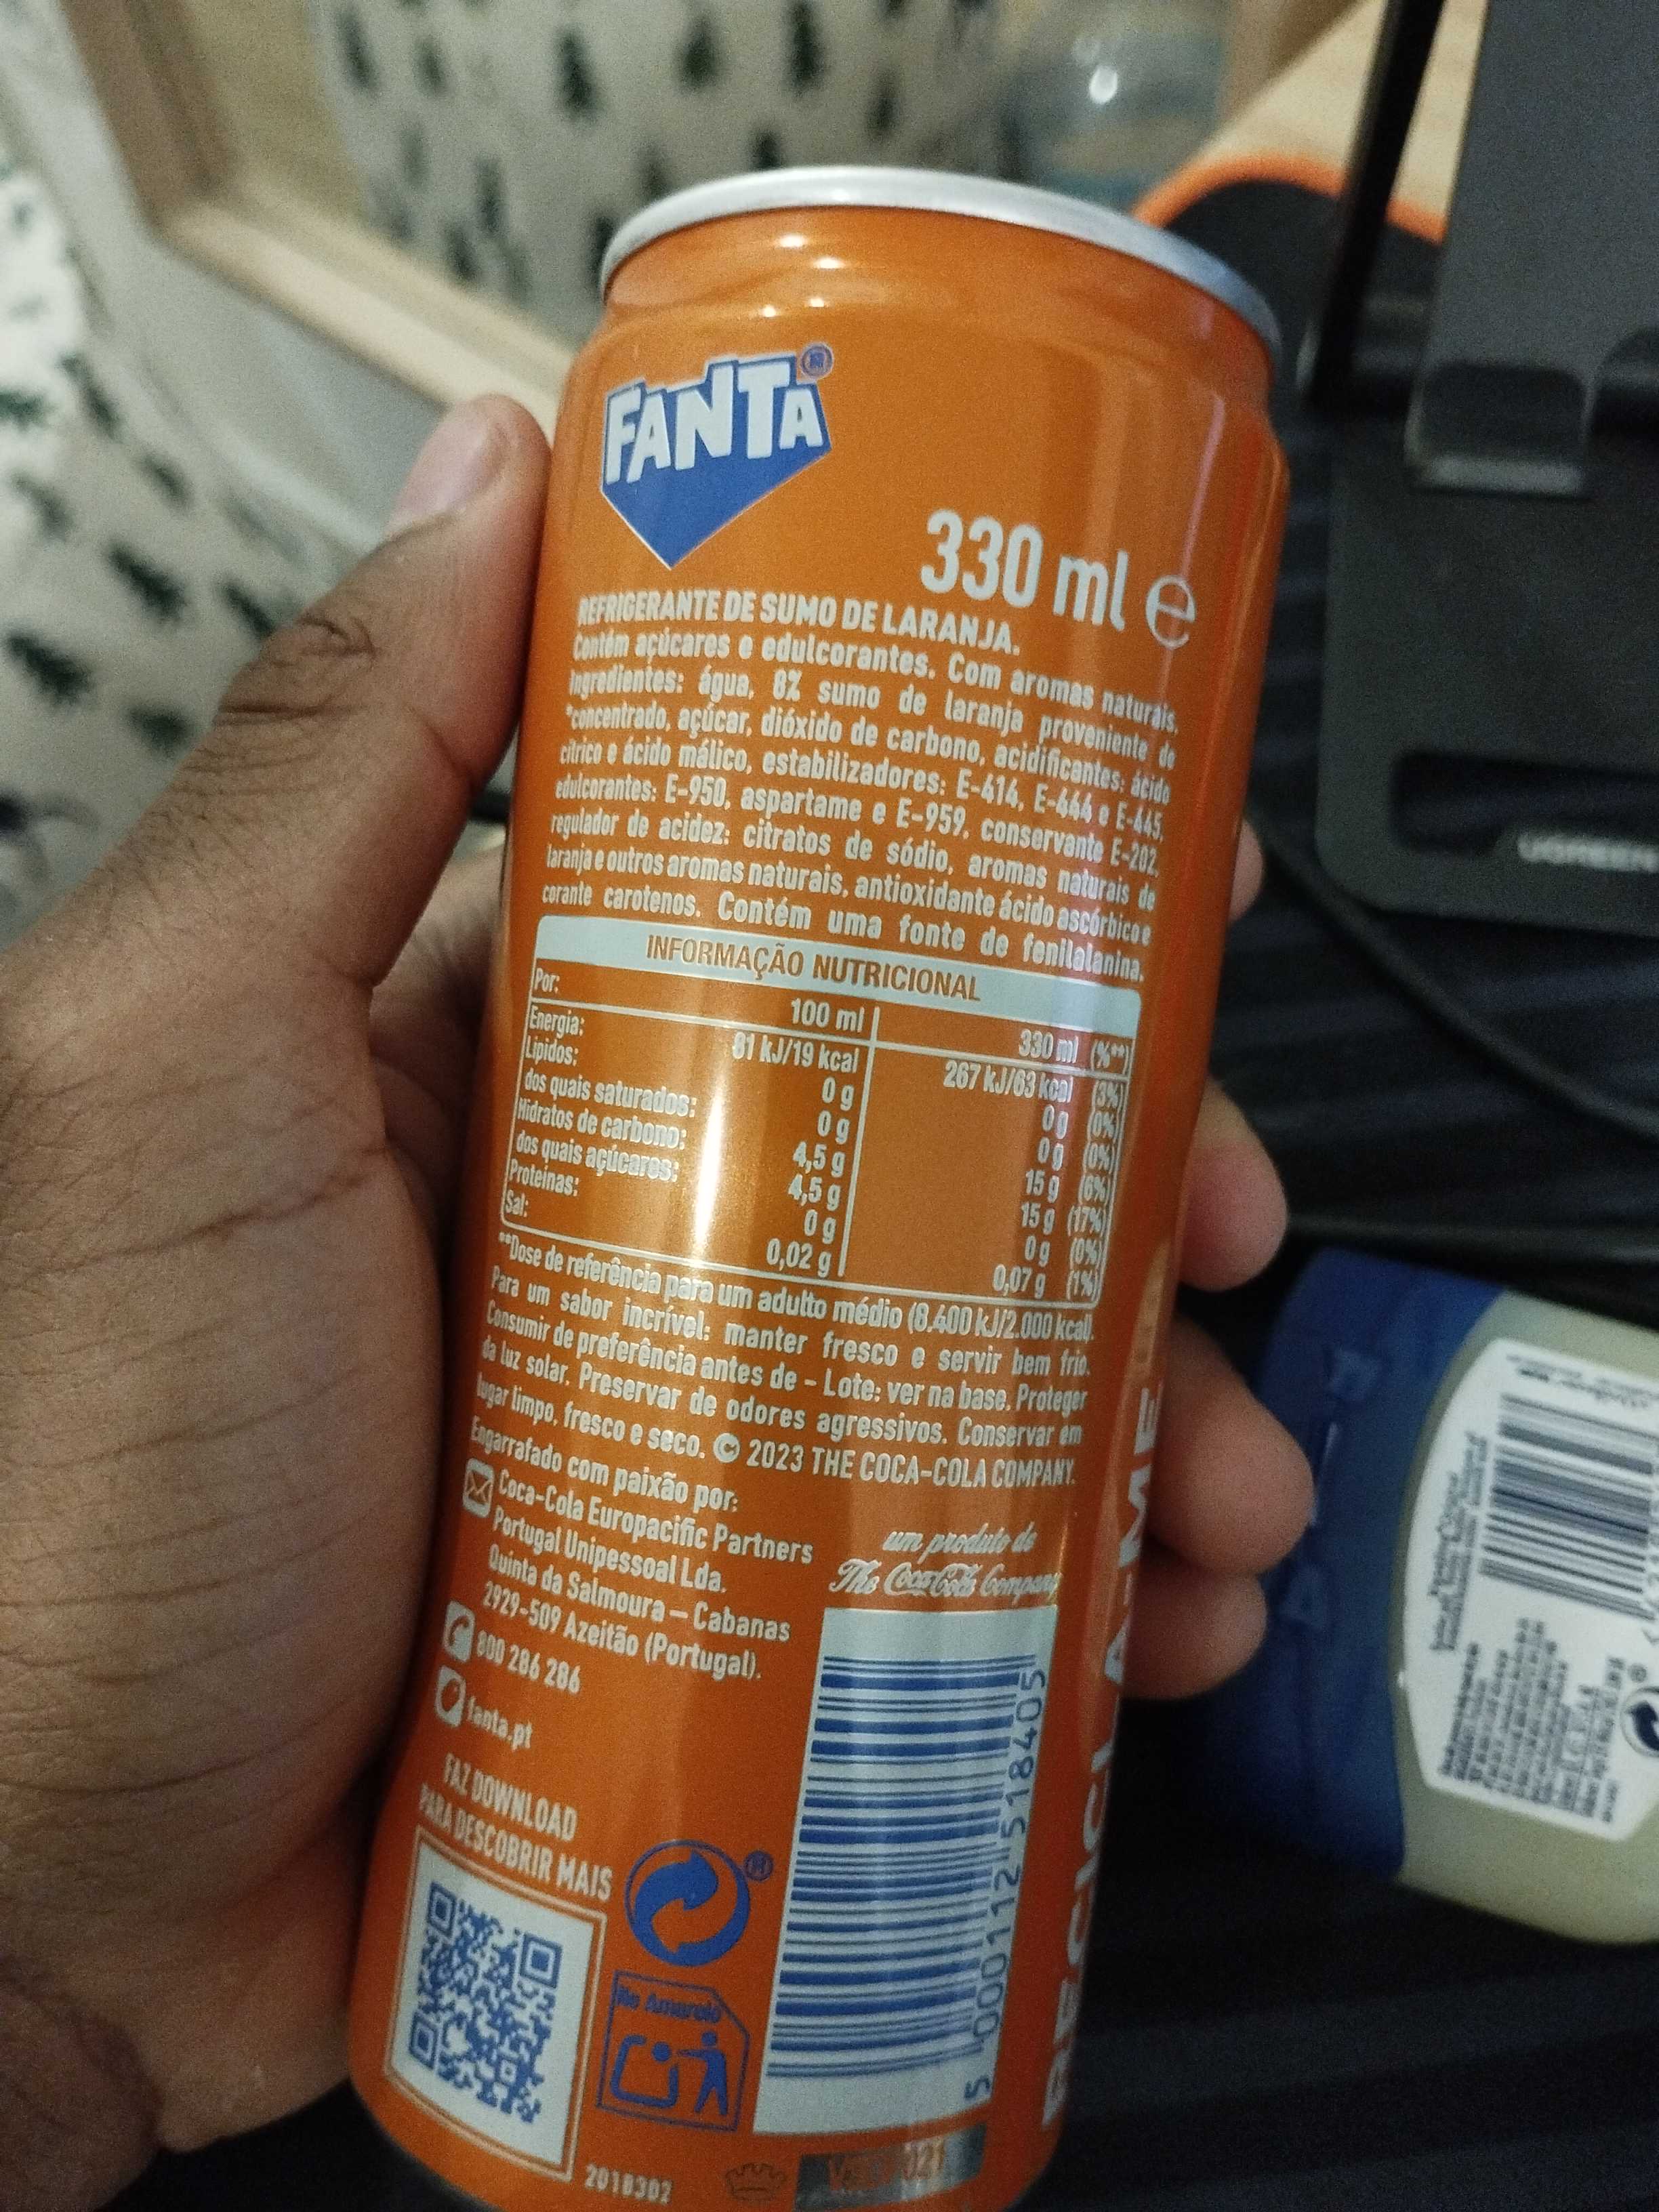 FANTA®
330 ml e
REFRIGERANTE DE SUMO DE LARANJA.
Contém açúcares e edulcorantes. Com aromas naturais.
Ingredientes: água, 8% sumo de laranja proveniente de
*concentrado, açúcar, dióxido de carbono, acidificantes: ácido
cítrico e ácido málico, estabilizadores: E-414, E-444 e E-445,
edulcorantes: E-950, aspartame e E-959, conservante E-202,
regulador de acidez: citratos de sódio, aromas naturais de
laranja e outros aromas naturais, antioxidante ácido ascórbico e
corante carotenos. Contém uma fonte de fenilalanina.
INFORMAÇÃO NUTRICIONAL
Por: 100 ml 330 ml (%**)
Energia: 81 kJ/19 kcal 267 kJ/63 kcal (3%)
Lípidos: 0 g 0 g (0%)
dos quais saturados: 0 g 0 g (0%)
Hidratos de carbono: 4,5 g 15 g (6%)
dos quais açúcares: 4,5 g 15 g (17%)
Proteínas: 0 g 0 g (0%)
Sal: 0,02 g 0,07 g (1%)
**Dose de referência para um adulto médio (8.400 kJ/2.000 kcal).
Para um sabor incrível: manter fresco e servir bem frio.
Consumir de preferência antes de - Lote: ver na base. Proteger
da luz solar. Preservar de odores agressivos. Conservar em
lugar limpo, fresco e seco. © 2023 THE COCA-COLA COMPANY.
Engarrafado com paixão por:
Coca-Cola Europacific Partners
Portugal Unipessoal Lda.
Quinta da Salmoura – Cabanas
2929-509 Azeitão (Portugal).
800 286 286
fanta.pt
um produto de
The Coca-Cola Company
FAZ DOWNLOAD
PARA DESCOBRIR MAIS
®
No Amarelo
5 000112 518405
2018302
RECICLA-ME
UGREEN